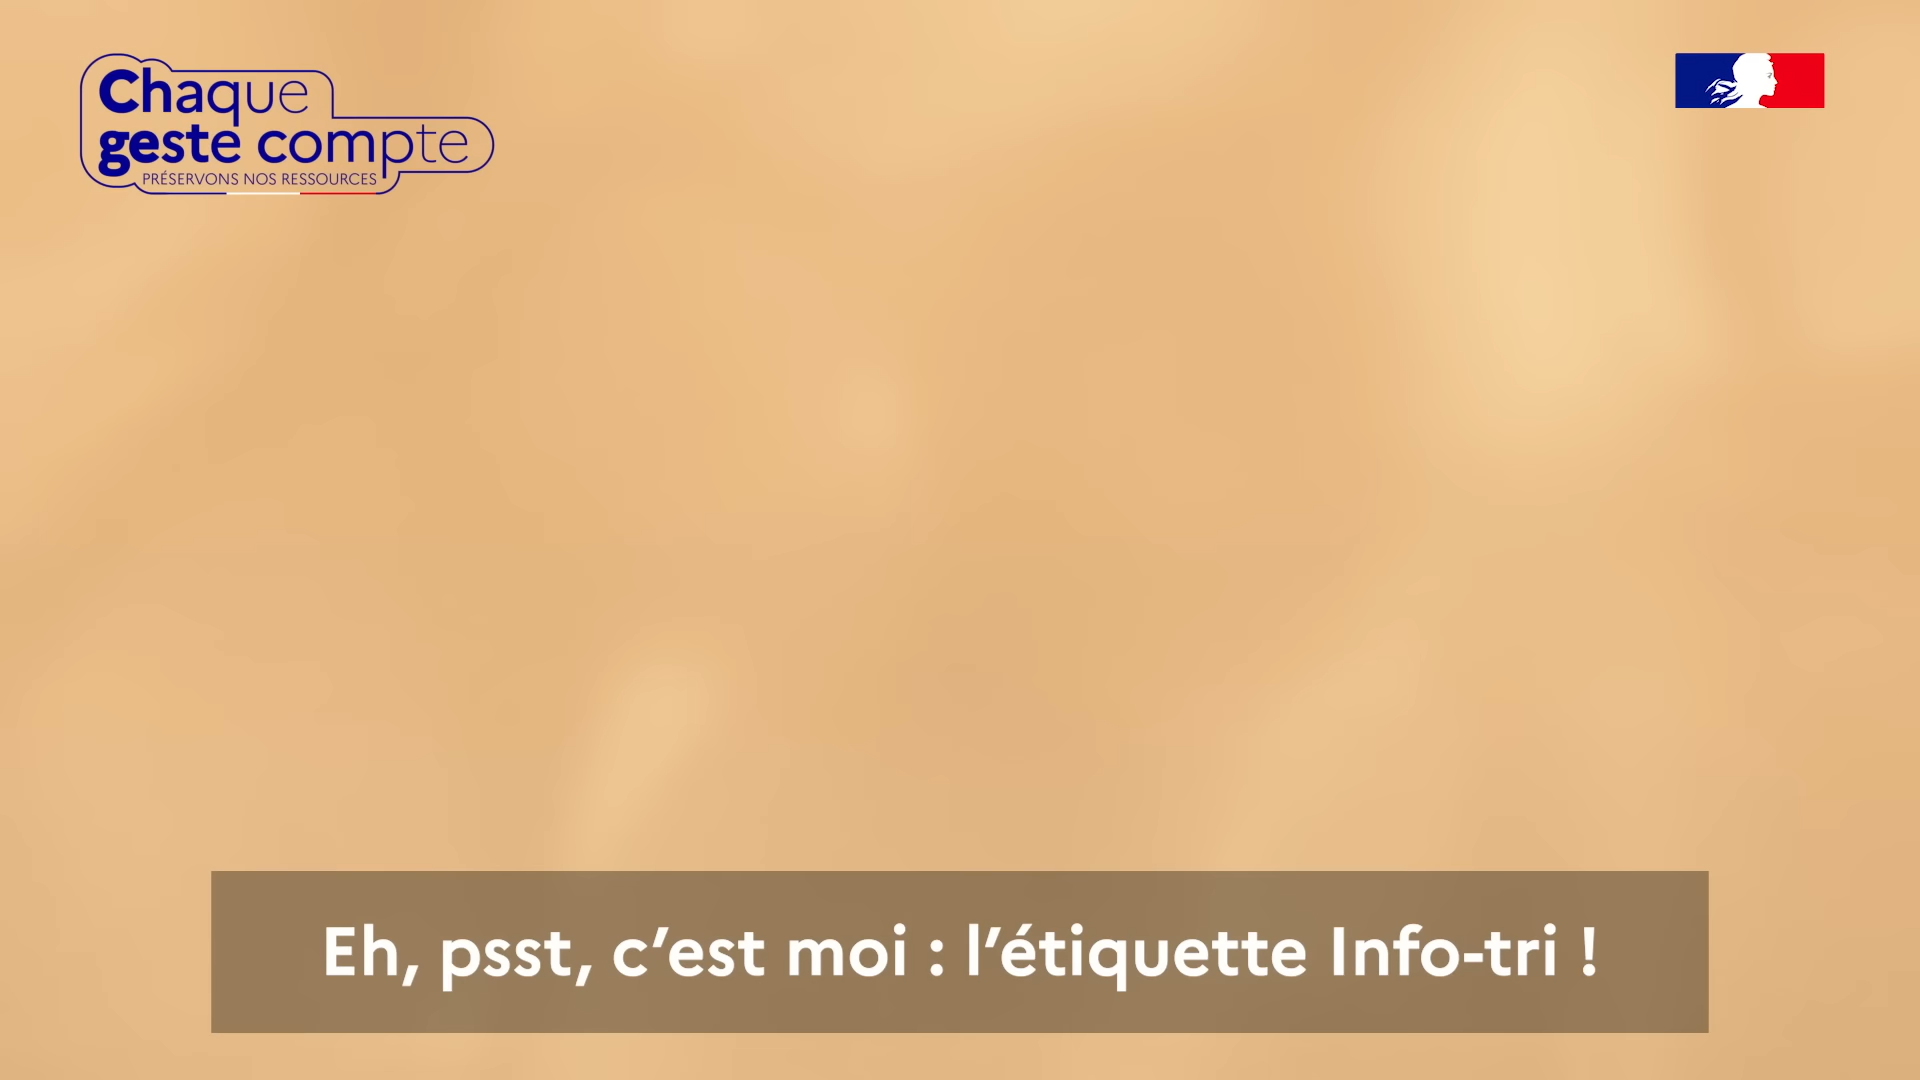 Chaque
geste compte
PRÉSERVONS NOS RESSOURCES
Eh, psst, c’est moi : l’étiquette Info-tri !